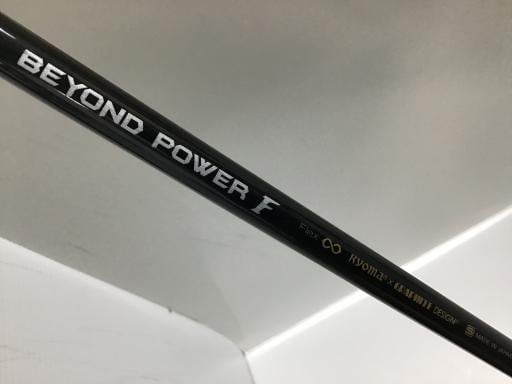 BEYOND POWER F
Flex ∞ Ryoma® × GRAPHITE DESIGN® MADE IN JAPAN